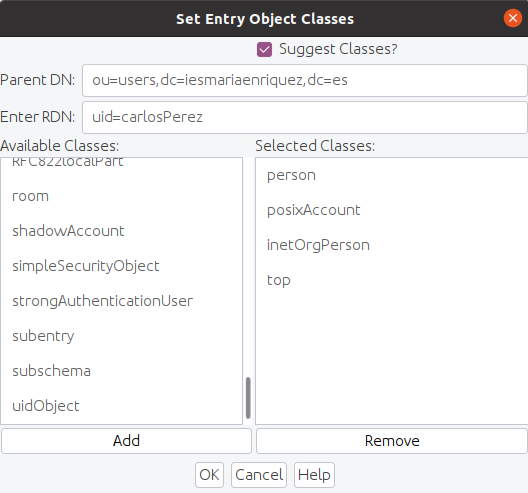 Set Entry Object Classes
Suggest Classes?
Parent DN: ou=users,dc=iesmariaenriquez,dc=es
Enter RDN: uid=carlosPerez
Available Classes:
RFC822localPart
room
shadowAccount
simpleSecurityObject
strongAuthenticationUser
subentry
subschema
uidObject
Selected Classes:
person
posixAccount
inetOrgPerson
top
Add
Remove
OK
Cancel
Help